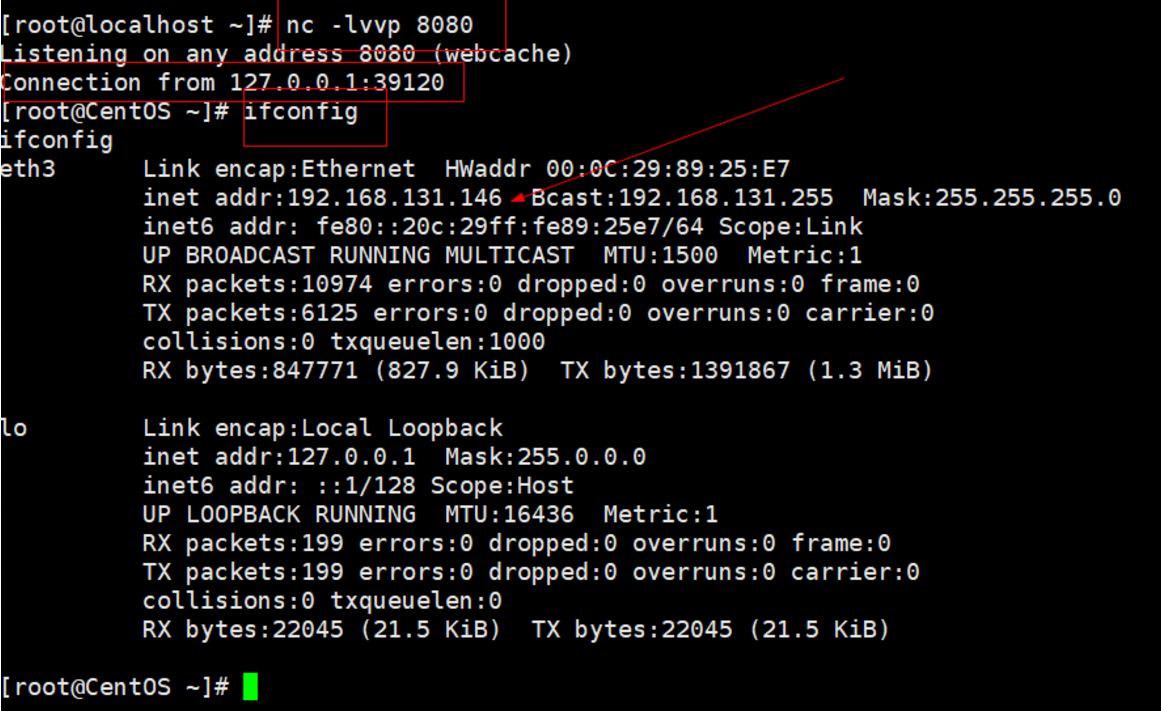 [root@localhost ~]# nc -lvvp 8080
Listening on any address 8080 (webcache)
Connection from 127.0.0.1:39120
[root@CentOS ~]# ifconfig
ifconfig
eth3      Link encap:Ethernet  HWaddr 00:0C:29:89:25:E7
          inet addr:192.168.131.146  Bcast:192.168.131.255  Mask:255.255.255.0
          inet6 addr: fe80::20c:29ff:fe89:25e7/64 Scope:Link
          UP BROADCAST RUNNING MULTICAST  MTU:1500  Metric:1
          RX packets:10974 errors:0 dropped:0 overruns:0 frame:0
          TX packets:6125 errors:0 dropped:0 overruns:0 carrier:0
          collisions:0 txqueuelen:1000
          RX bytes:847771 (827.9 KiB)  TX bytes:1391867 (1.3 MiB)

lo        Link encap:Local Loopback
          inet addr:127.0.0.1  Mask:255.0.0.0
          inet6 addr: ::1/128 Scope:Host
          UP LOOPBACK RUNNING  MTU:16436  Metric:1
          RX packets:199 errors:0 dropped:0 overruns:0 frame:0
          TX packets:199 errors:0 dropped:0 overruns:0 carrier:0
          collisions:0 txqueuelen:0
          RX bytes:22045 (21.5 KiB)  TX bytes:22045 (21.5 KiB)

[root@CentOS ~]#